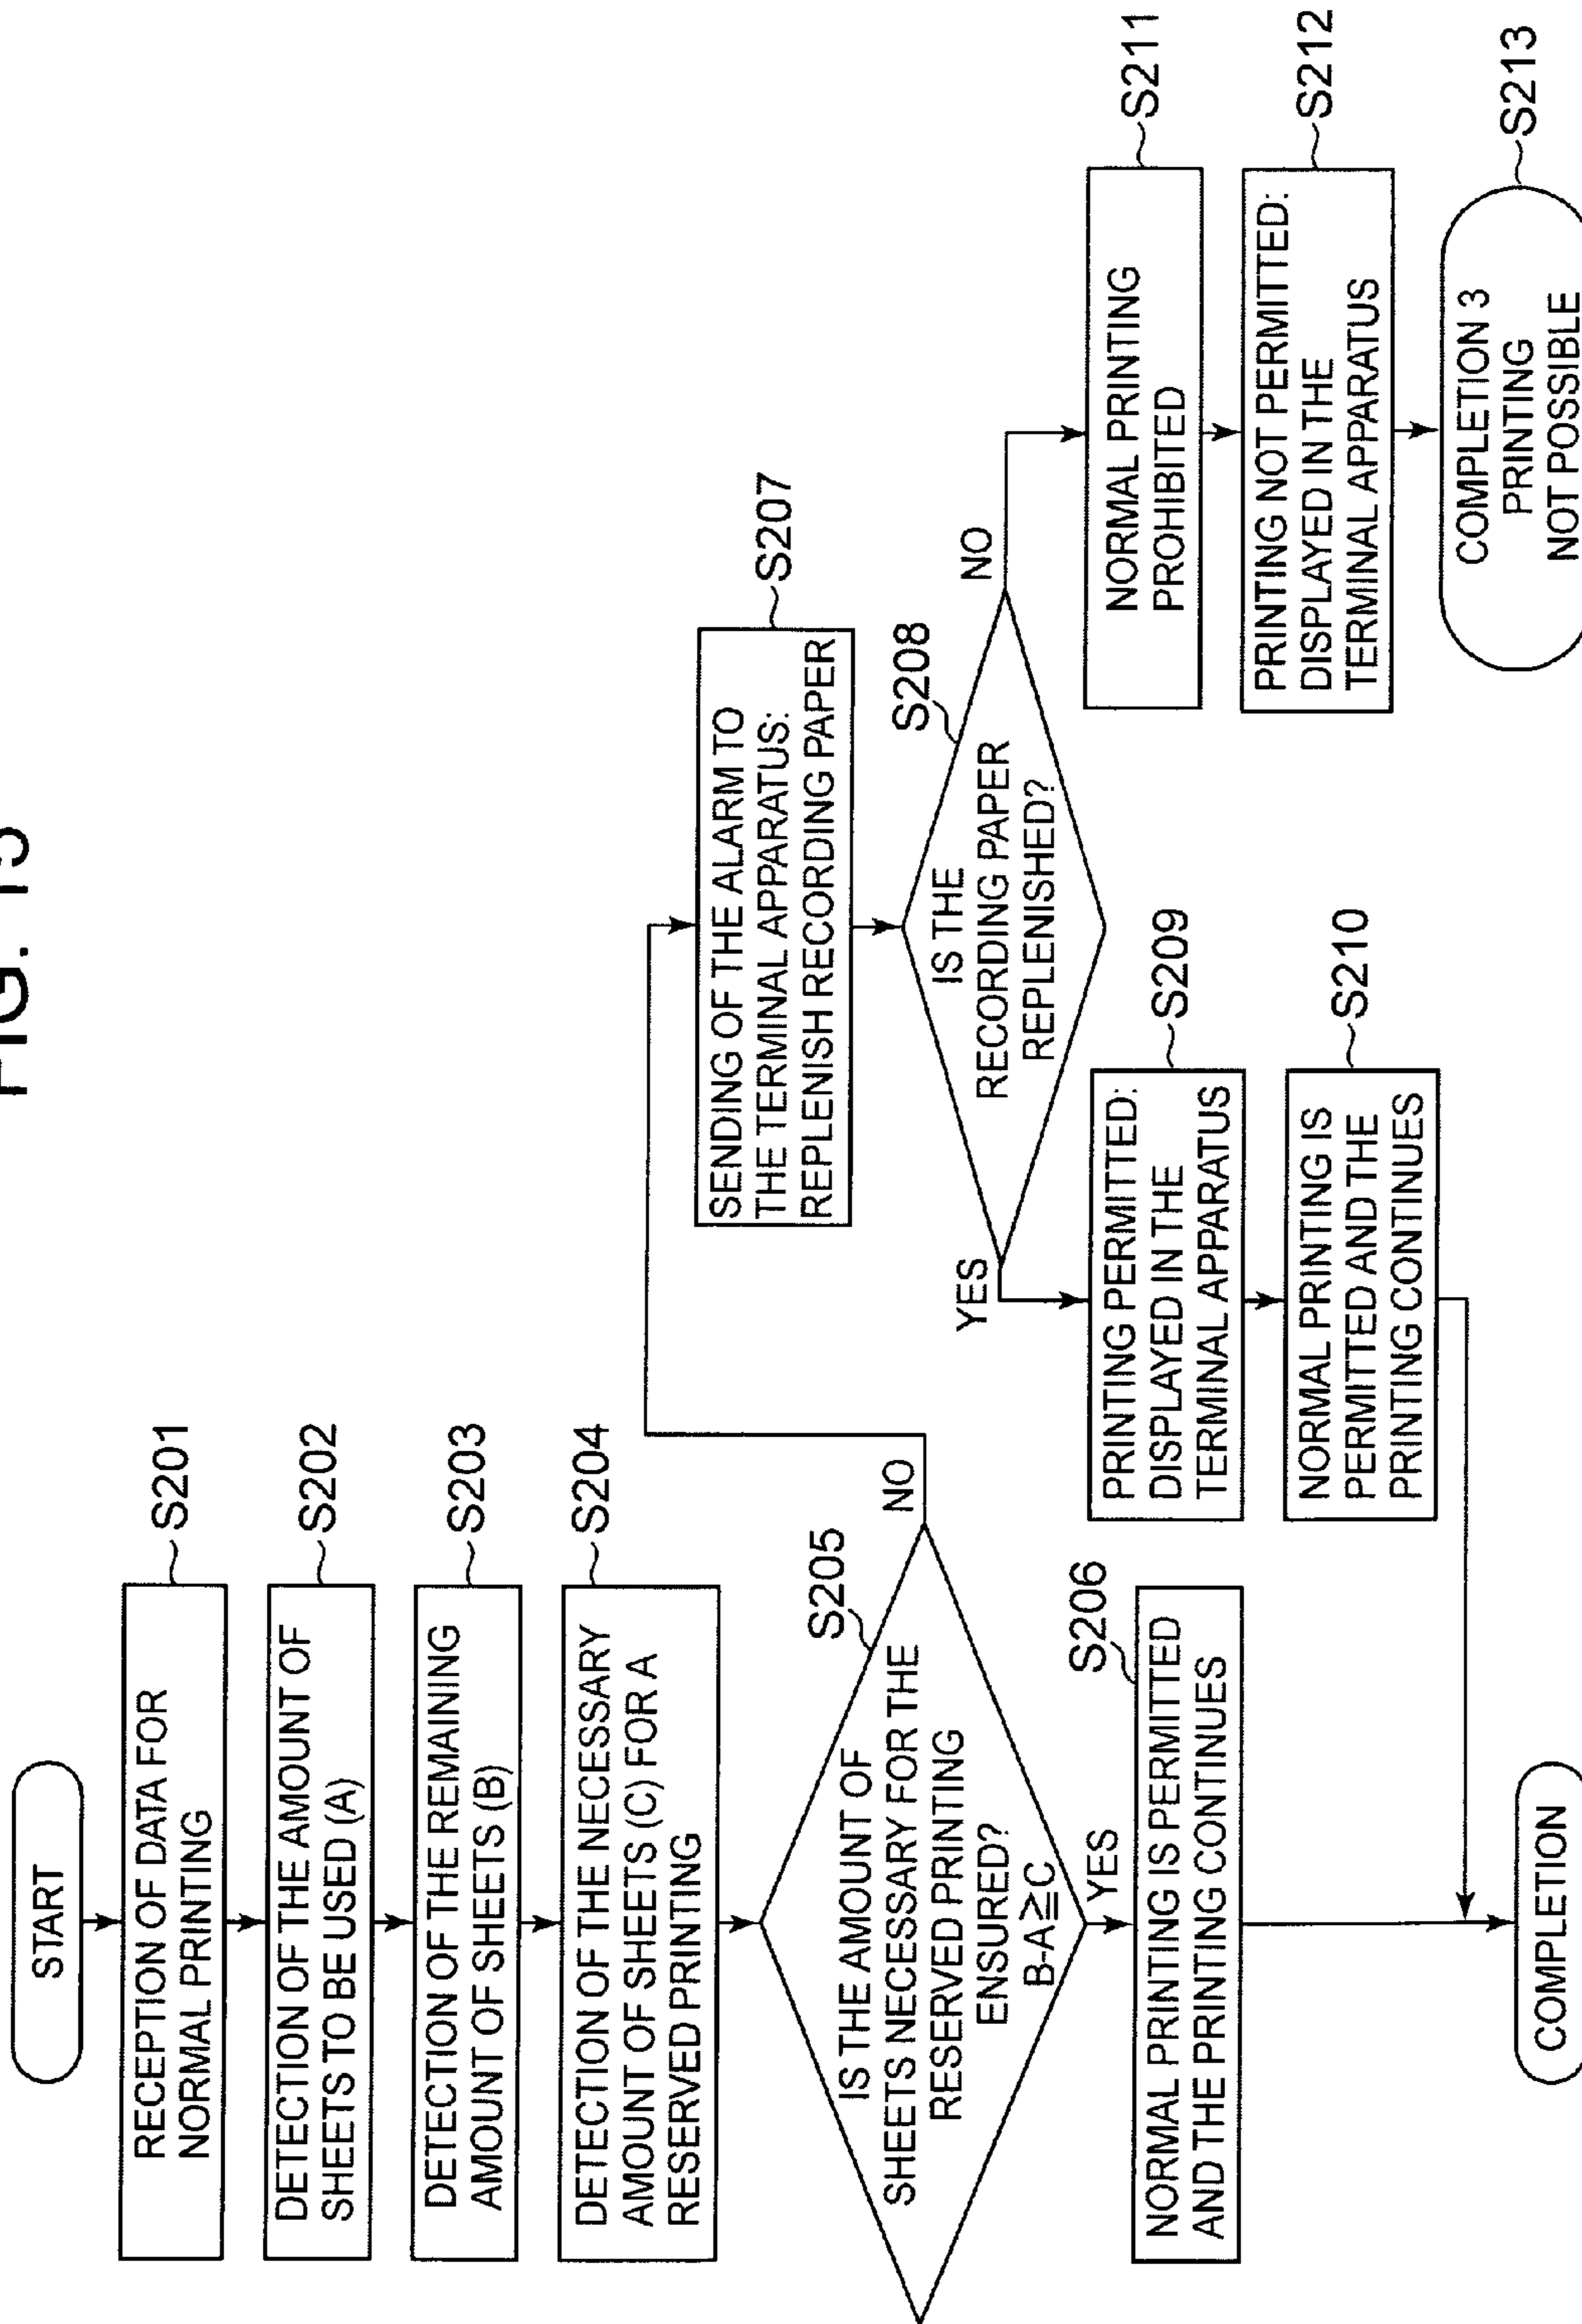 FIG.
START
RECEPTION OF DATA FOR
NORMAL PRINTING
S201
DETECTION OF THE AMOUNT OF
SHEETS TO BE USED (A)
S202
DETECTION OF THE REMAINING
AMOUNT OF SHEETS (B)
S203
DETECTION OF THE NECESSARY
AMOUNT OF SHEETS (C) FOR A
RESERVED PRINTING
S204
S205
IS THE AMOUNT OF
SHEETS NECESSARY FOR THE
RESERVED PRINTING
ENSURED?
B-A≧C
NO
YES
S206
NORMAL PRINTING IS PERMITTED
AND THE PRINTING CONTINUES
COMPLETION
SENDING OF THE ALARM TO
THE TERMINAL APPARATUS:
REPLENISH RECORDING PAPER
S207
S208
IS THE
RECORDING PAPER
REPLENISHED?
YES
NO
PRINTING PERMITTED:
DISPLAYED IN THE
TERMINAL APPARATUS
S209
NORMAL PRINTING IS
PERMITTED AND THE
PRINTING CONTINUES
S210
NORMAL PRINTING
PROHIBITED
S211
PRINTING NOT PERMITTED:
DISPLAYED IN THE
TERMINAL APPARATUS
S212
COMPLETION 3
PRINTING
NOT POSSIBLE
S213